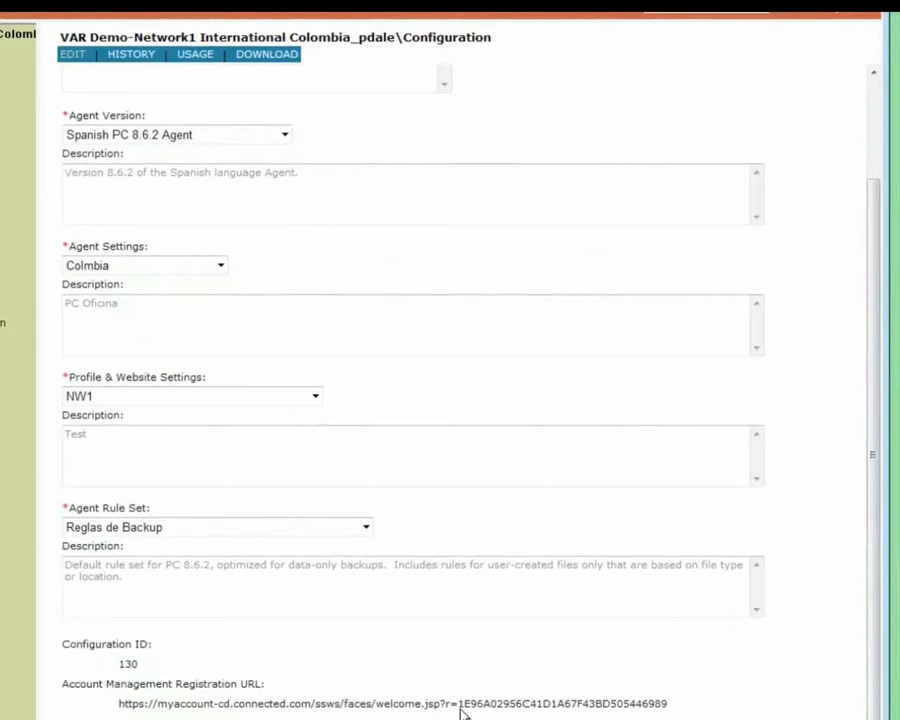 Colomb
VAR Demo-Network1 International Colombia_pdale\Configuration
EDIT | HISTORY | USAGE | DOWNLOAD
*Agent Version:
Spanish PC 8.6.2 Agent
Description:
Version 8.6.2 of the Spanish language Agent.
*Agent Settings:
Colmbia
Description:
PC Oficina
n
*Profile & Website Settings:
NW1
Description:
Test
*Agent Rule Set:
Reglas de Backup
Description:
Default rule set for PC 8.6.2, optimized for data-only backups. Includes rules for user-created files only that are based on file type
or location.
Configuration ID:
130
Account Management Registration URL:
https://myaccount-cd.connected.com/ssws/faces/welcome.jsp?r=1E96A02956C41D1A67F43BD505446989